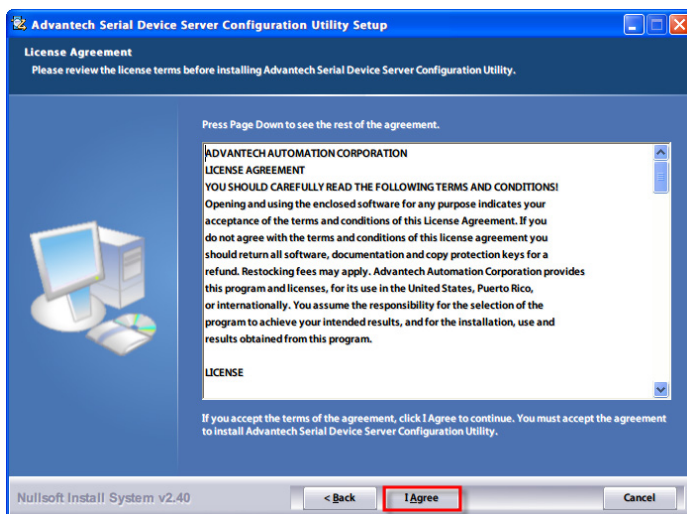 Advantech Serial Device Server Configuration Utility Setup
License Agreement
Please review the license terms before installing Advantech Serial Device Server Configuration Utility.
Press Page Down to see the rest of the agreement.
ADVANTECH AUTOMATION CORPORATION
LICENSE AGREEMENT
YOU SHOULD CAREFULLY READ THE FOLLOWING TERMS AND CONDITIONS!
Opening and using the enclosed software for any purpose indicates your
acceptance of the terms and conditions of this License Agreement. If you
do not agree with the terms and conditions of this license agreement you
should return all software, documentation and copy protection keys for a
refund. Restocking fees may apply. Advantech Automation Corporation provides
this program and licenses, for its use in the United States, Puerto Rico,
or internationally. You assume the responsibility for the selection of the
program to achieve your intended results, and for the installation, use and
results obtained from this program.
LICENSE
If you accept the terms of the agreement, click I Agree to continue. You must accept the agreement
to install Advantech Serial Device Server Configuration Utility.
Nullsoft Install System v2.40
< Back
I Agree
Cancel